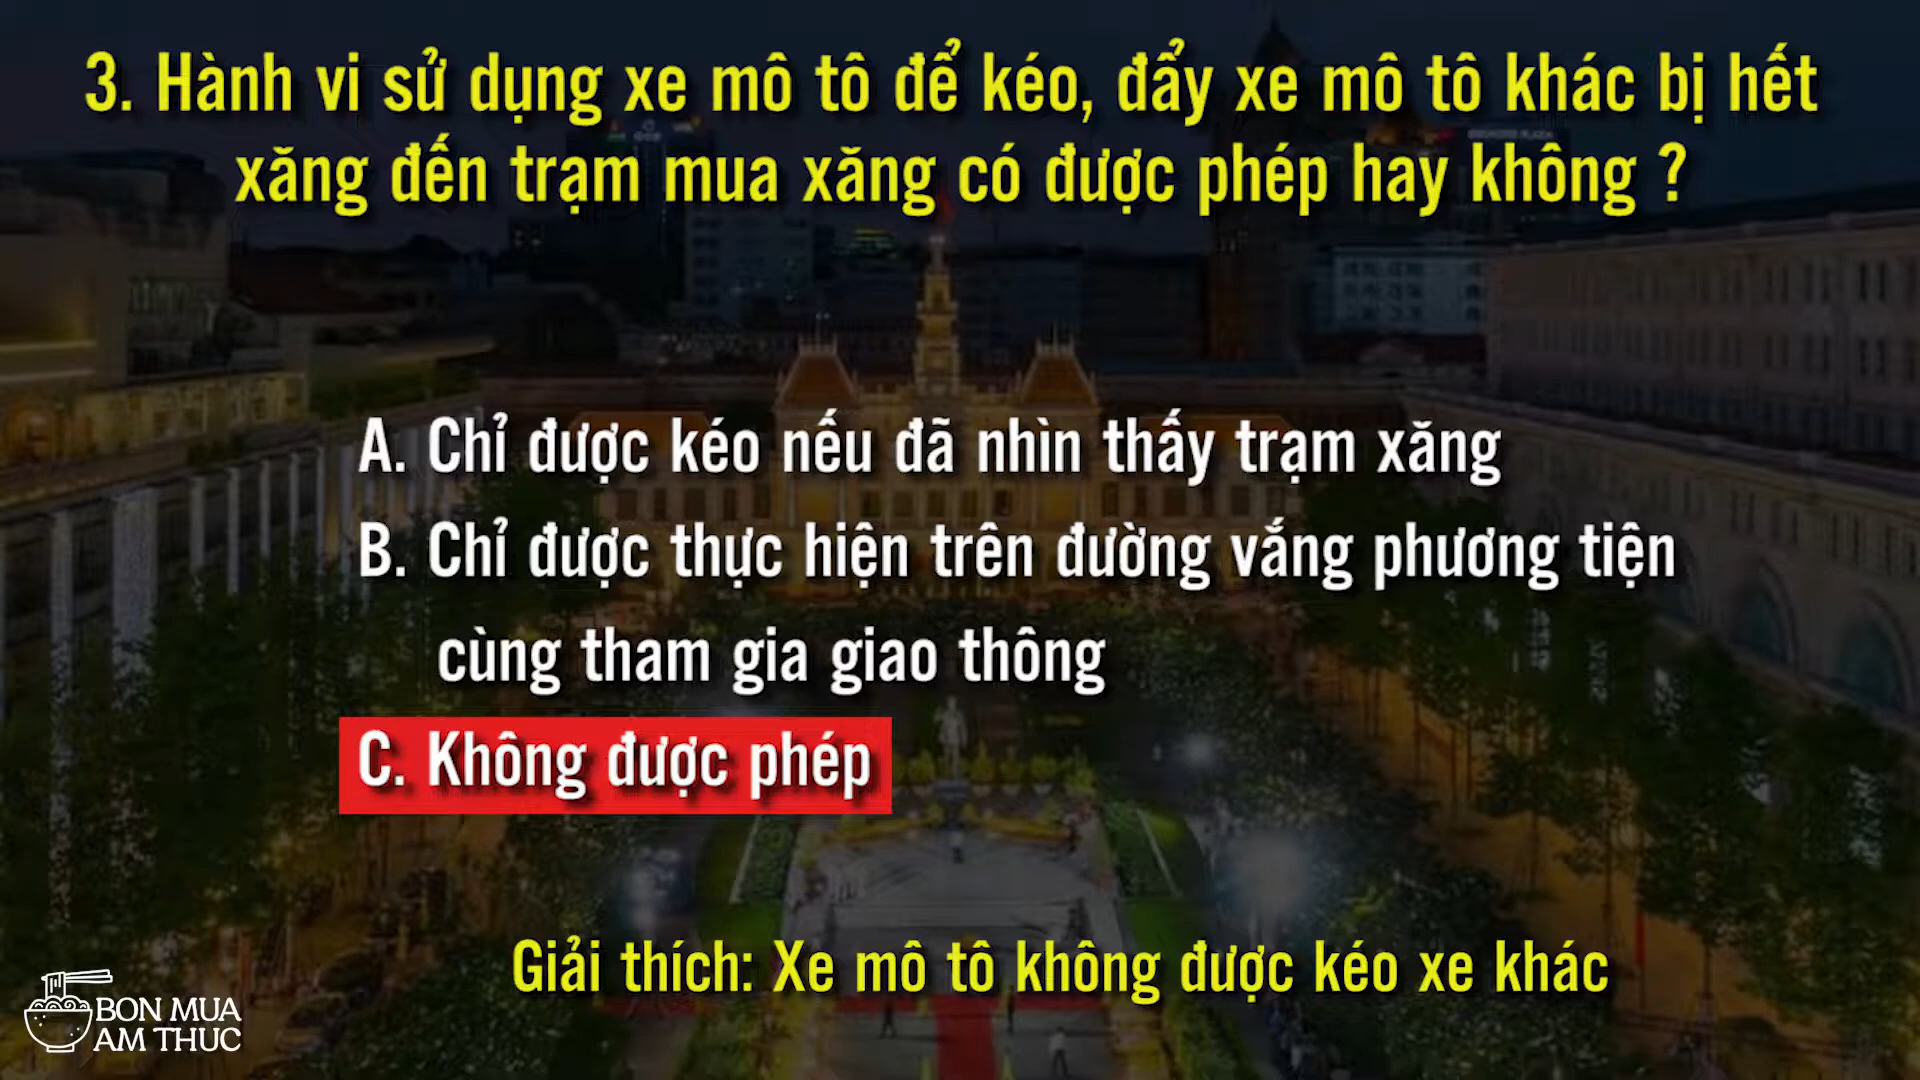 3. Hành vi sử dụng xe mô tô để kéo, đẩy xe mô tô khác bị hết
xăng đến trạm mua xăng có được phép hay không ?
A. Chỉ được kéo nếu đã nhìn thấy trạm xăng
B. Chỉ được thực hiện trên đường vắng phương tiện
cùng tham gia giao thông
C. Không được phép
Giải thích: Xe mô tô không được kéo xe khác
BON MUA
AM THUC